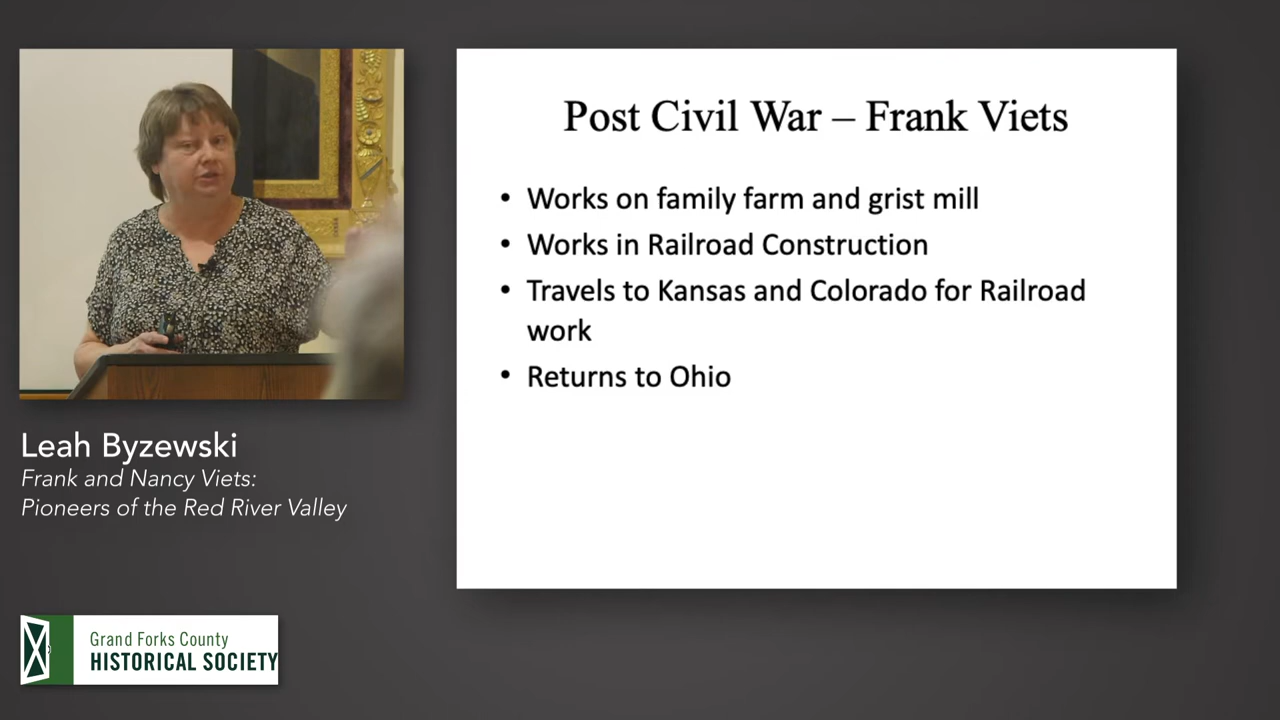 Post Civil War – Frank Viets
• Works on family farm and grist mill
• Works in Railroad Construction
• Travels to Kansas and Colorado for Railroad
work
• Returns to Ohio
Leah Byzewski
Frank and Nancy Viets:
Pioneers of the Red River Valley
Grand Forks County
HISTORICAL SOCIETY